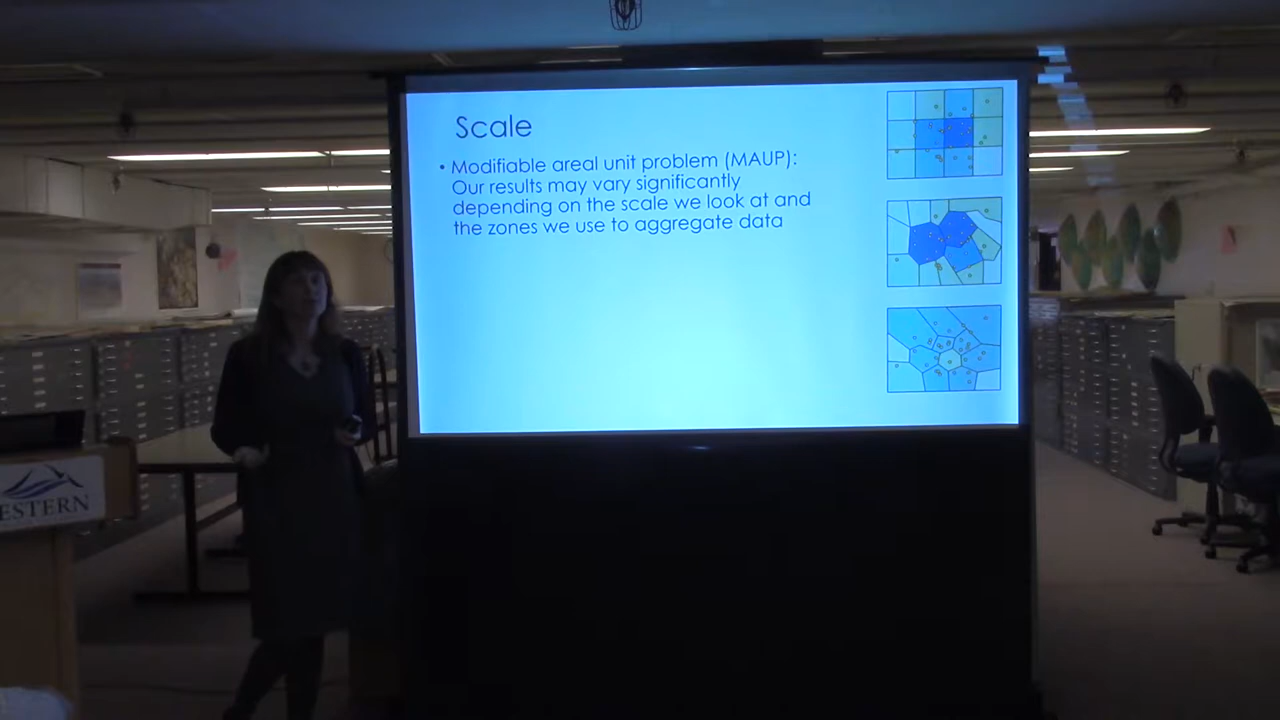 Scale
• Modifiable areal unit problem (MAUP):
Our results may vary significantly
depending on the scale we look at and
the zones we use to aggregate data
ESTERN